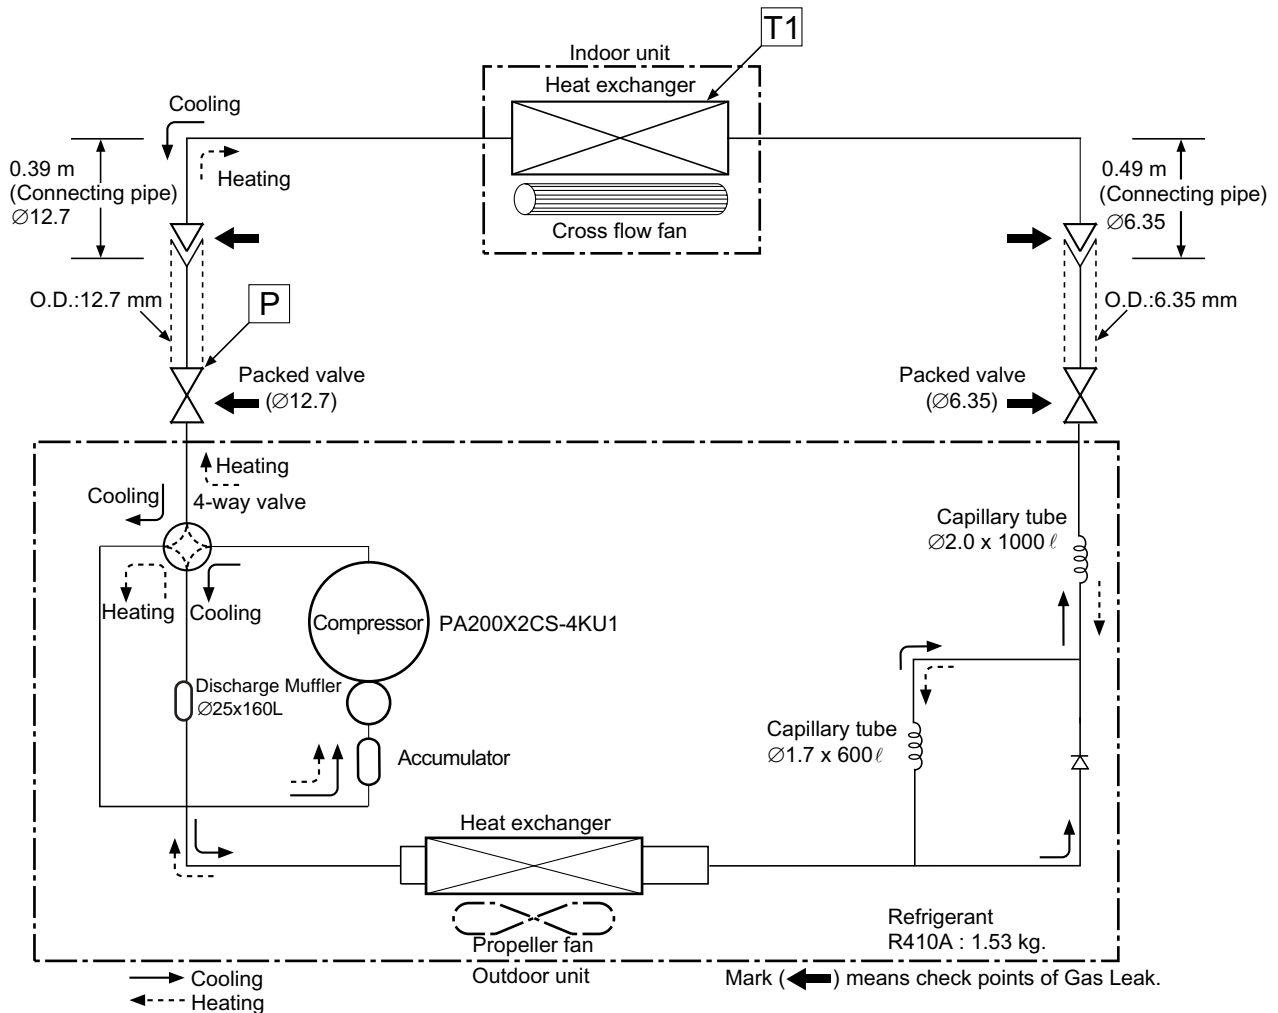 T1
Indoor unit
Heat exchanger
Cooling
0.39 m
(Connecting pipe)
∅12.7
Heating
Cross flow fan
0.49 m
(Connecting pipe)
∅6.35
O.D.:12.7 mm
P
O.D.:6.35 mm
Packed valve
(∅12.7)
Packed valve
(∅6.35)
Heating
Cooling
4-way valve
Capillary tube
∅2.0 x 1000 ℓ
Heating
Cooling
Compressor
PA200X2CS-4KU1
Discharge Muffler
∅25x160L
Capillary tube
∅1.7 x 600ℓ
Accumulator
Heat exchanger
Propeller fan
Refrigerant
R410A : 1.53 kg.
Cooling
Heating
Outdoor unit
Mark ( ) means check points of Gas Leak.